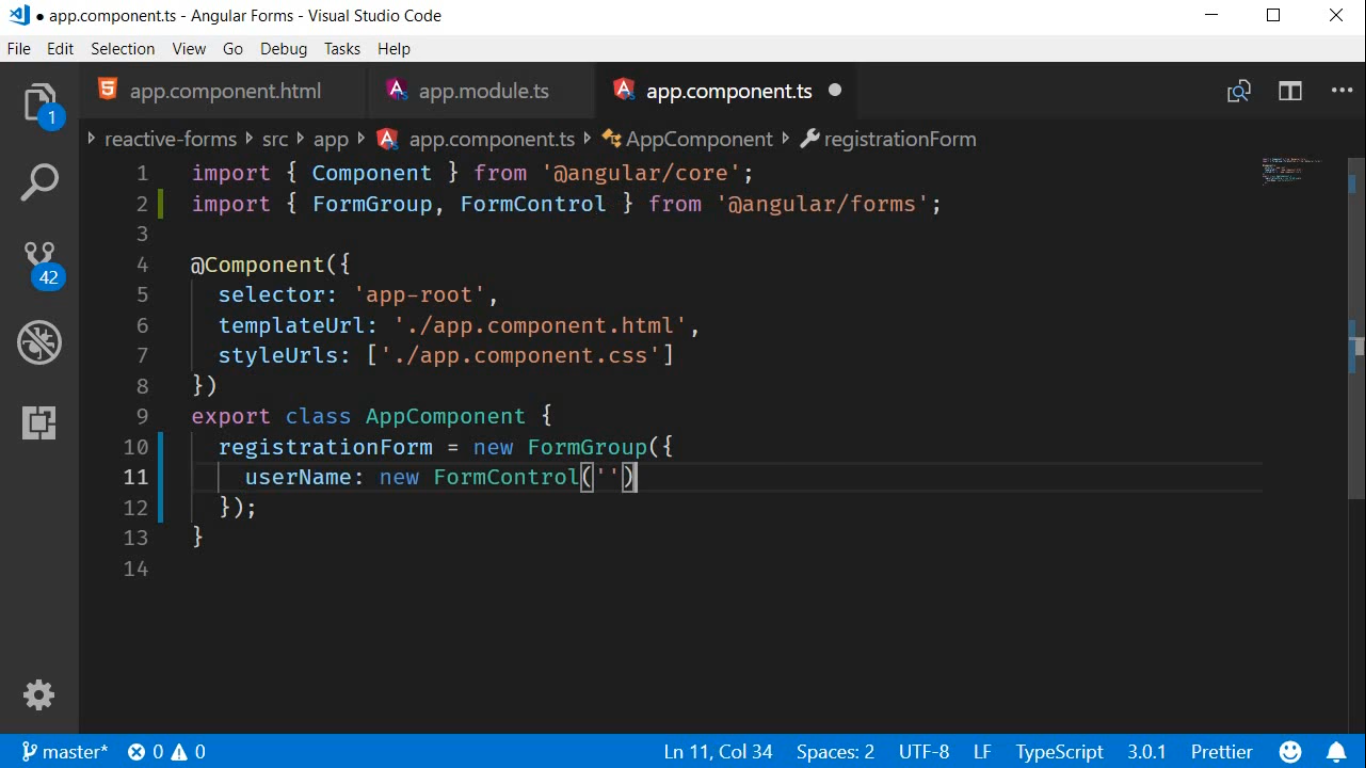 app.component.ts - Angular Forms - Visual Studio Code
File Edit Selection View Go Debug Tasks Help
app.component.html app.module.ts app.component.ts
reactive-forms src app app.component.ts AppComponent registrationForm
1 import { Component } from '@angular/core';
2 import { FormGroup, FormControl } from '@angular/forms';
3
4 @Component({
5 selector: 'app-root',
6 templateUrl: './app.component.html',
7 styleUrls: ['./app.component.css']
8 })
9 export class AppComponent {
10 registrationForm = new FormGroup({
11 userName: new FormControl('')
12 });
13 }
14
1
42
master* 0 0 Ln 11, Col 34 Spaces: 2 UTF-8 LF TypeScript 3.0.1 Prettier